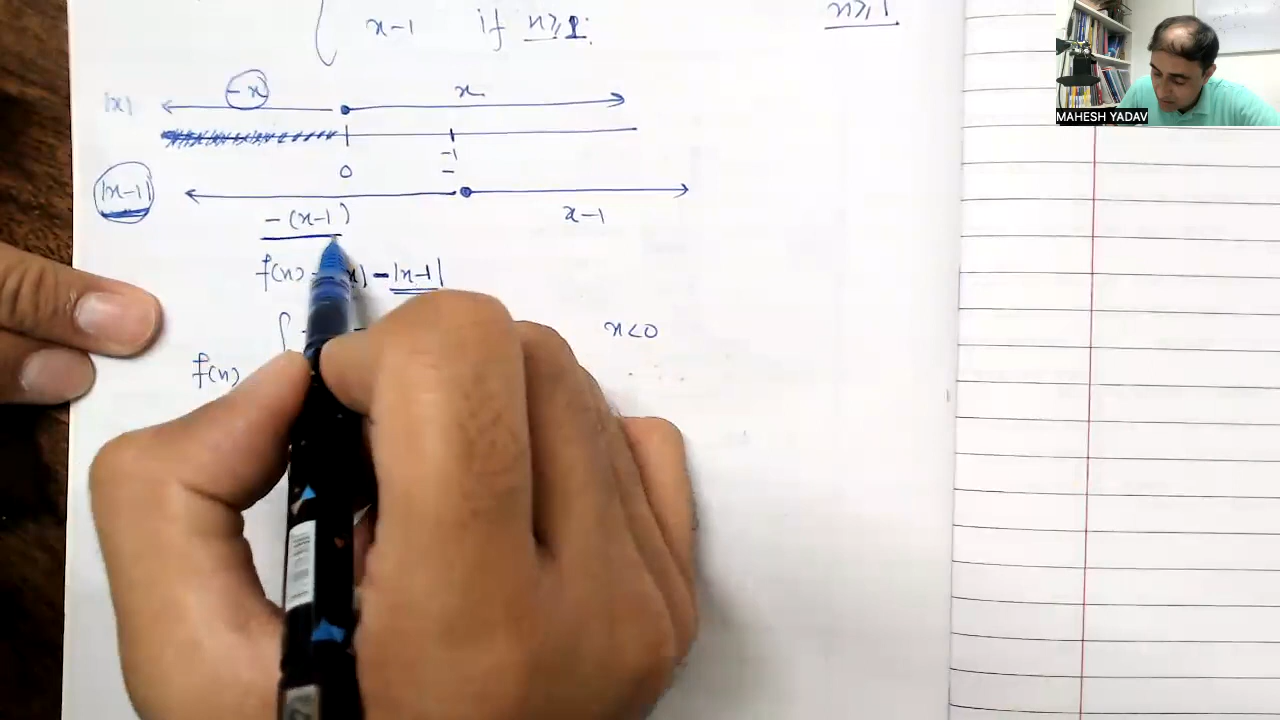 x-1 if n≥1.
n≥1
|x| -x x
0 1
|x-1|
-(x-1) x-1
f(n) |n-1|
x<0
f(n)
MAHESH YADAV